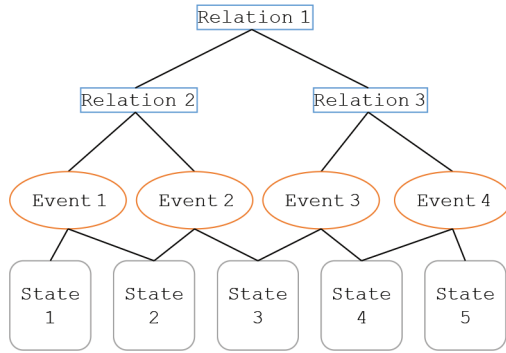 Relation 1
Relation 2
Relation 3
Event 1
Event 2
Event 3
Event 4
State
1
State
2
State
3
State
4
State
5